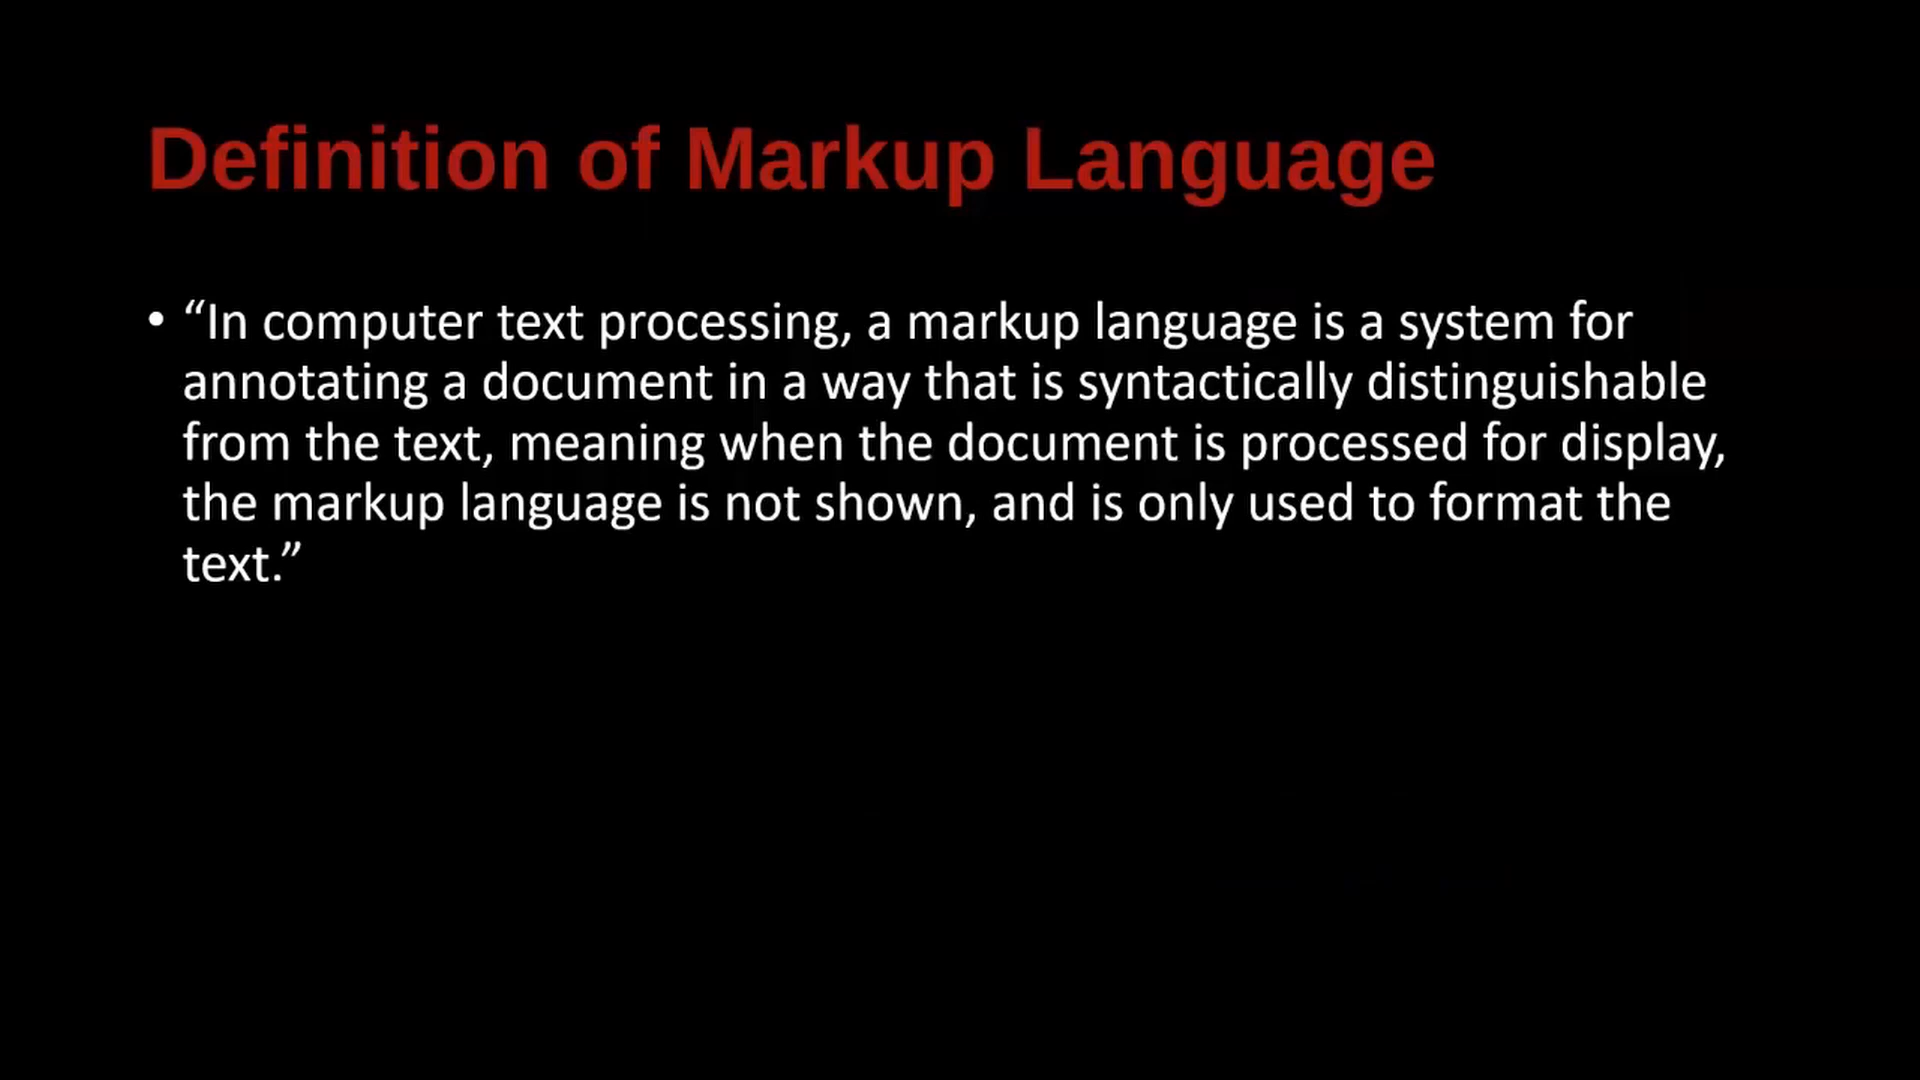 Definition of Markup Language
• “In computer text processing, a markup language is a system for
annotating a document in a way that is syntactically distinguishable
from the text, meaning when the document is processed for display,
the markup language is not shown, and is only used to format the
text.”